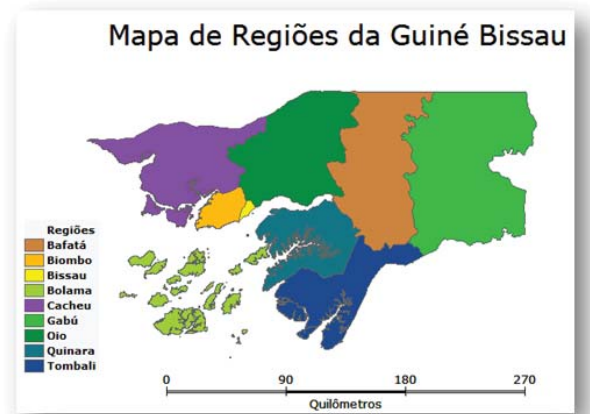 Mapa de Regiões da Guiné Bissau
Regiões
Bafatá
Biombo
Bissau
Bolama
Cacheu
Gabú
Oio
Quinara
Tombali
0 90 180 270
Quilômetros